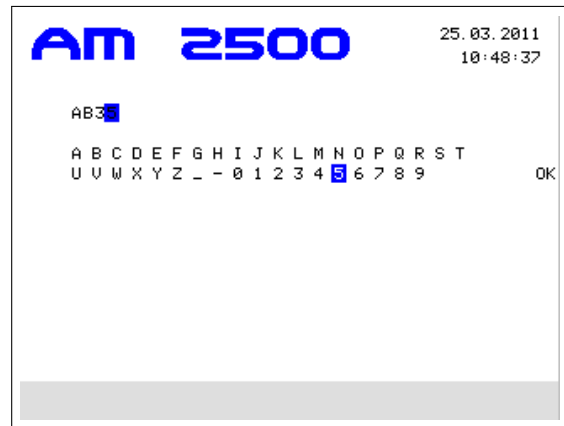 AM 2500
25.03.2011
10:48:37
AB35
A B C D E F G H I J K L M N O P Q R S T
U V W X Y Z _ - 0 1 2 3 4 5 6 7 8 9 OK